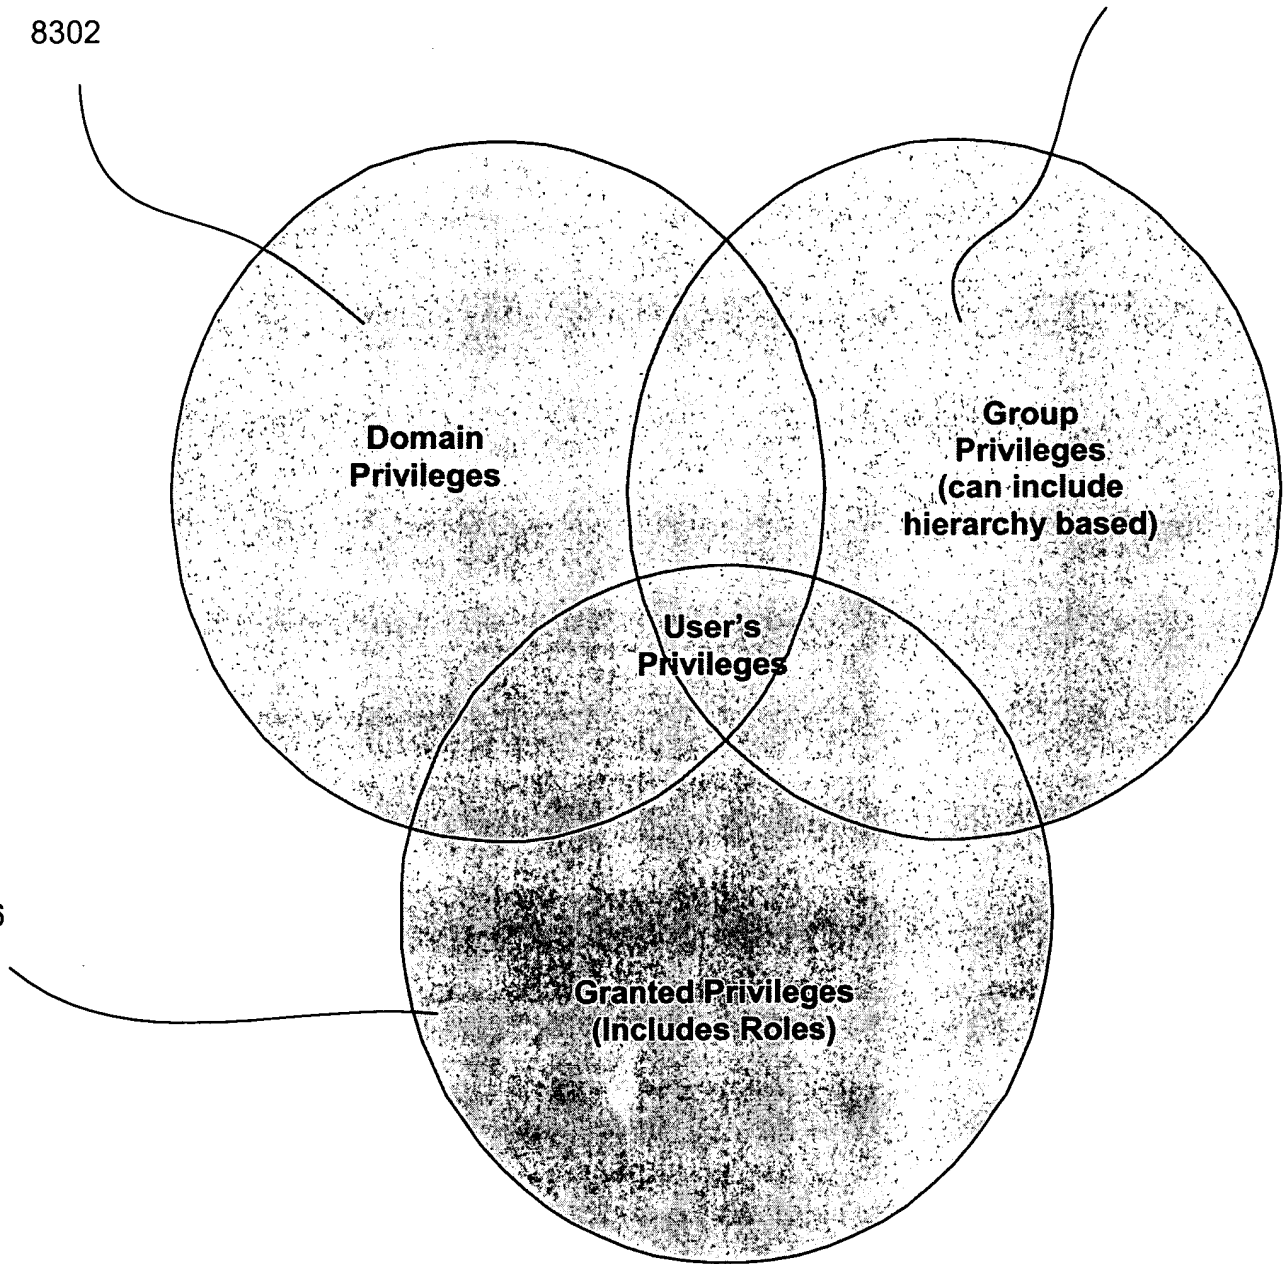 8302
Domain
Privileges
Group
Privileges
(can include
hierarchy based)
User's
Privileges
Granted Privileges
(Includes Roles)